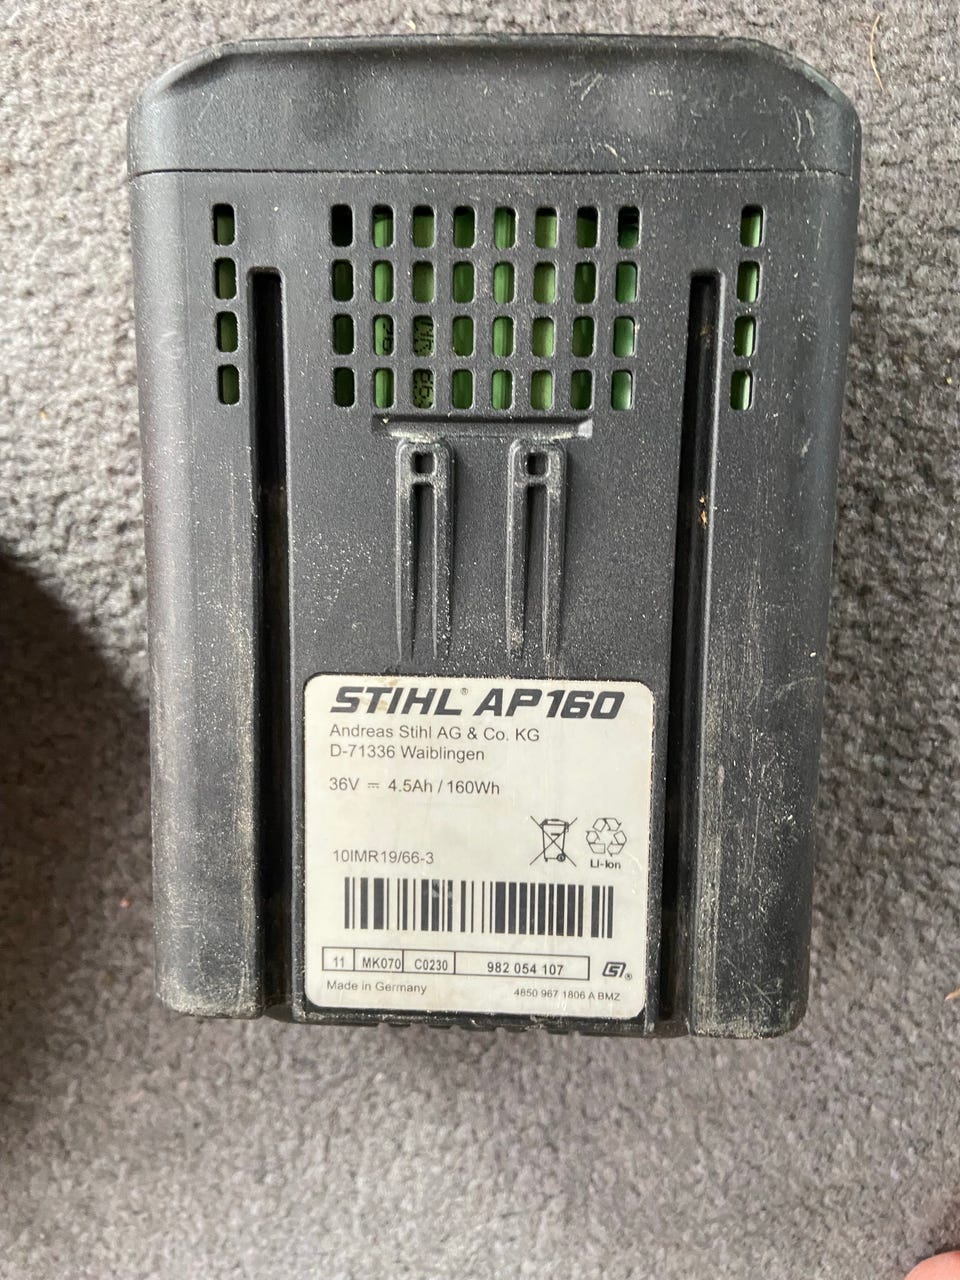 STIHL® AP160
Andreas Stihl AG & Co. KG
D-71336 Waiblingen
36V ⎓ 4.5Ah / 160Wh
Li-Ion
10IMR19/66-3
11 MK070 C0230 982 054 107
Made in Germany 4850 967 1806 A BMZ